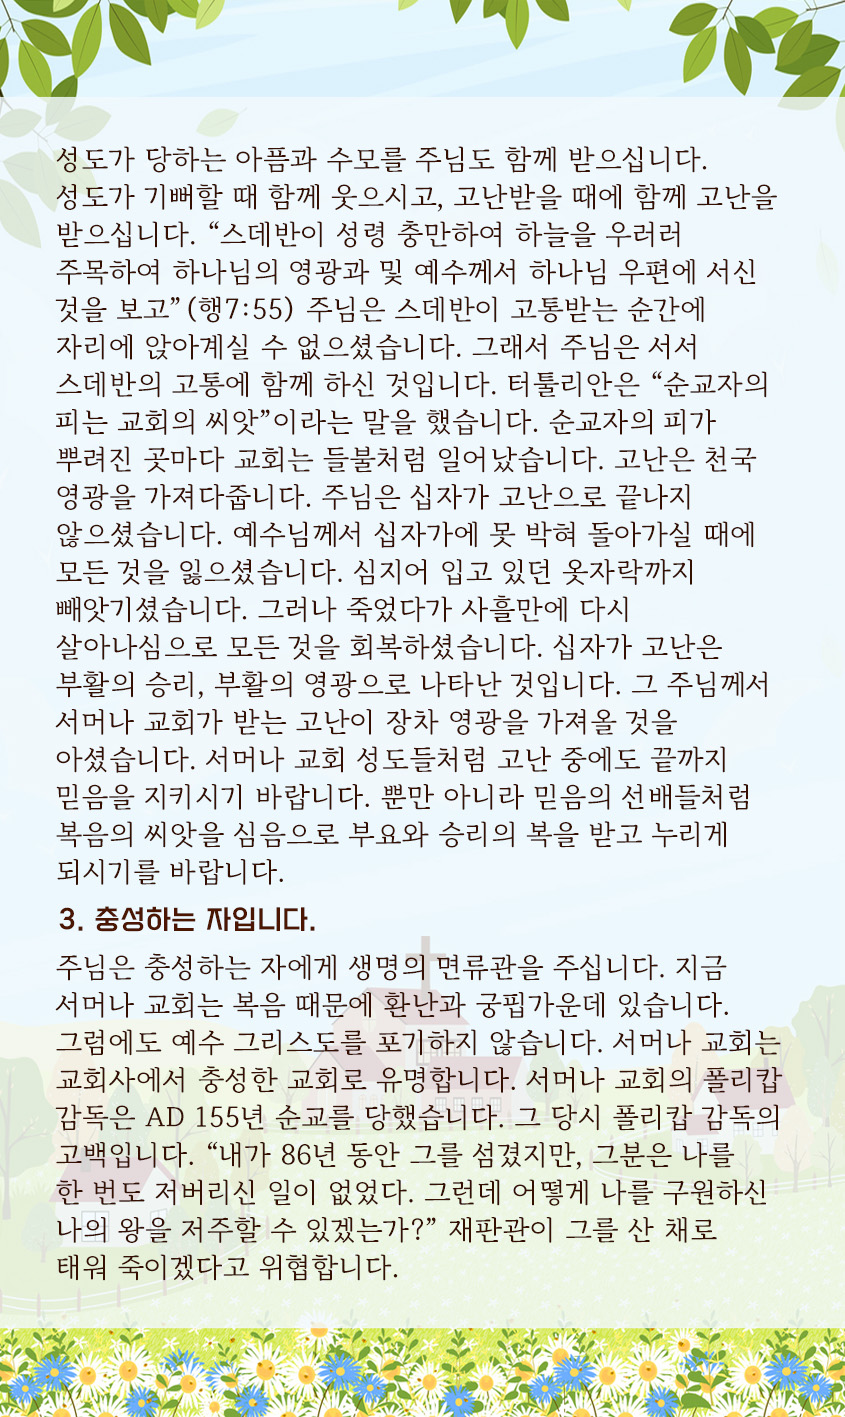 성도가 당하는 아픔과 수모를 주님도 함께 받으십니다.
성도가 기뻐할 때 함께 웃으시고, 고난받을 때에 함께 고난을
받으십니다. “스데반이 성령 충만하여 하늘을 우러러
주목하여 하나님의 영광과 및 예수께서 하나님 우편에 서신
것을 보고”(행7:55) 주님은 스데반이 고통받는 순간에
자리에 앉아계실 수 없으셨습니다. 그래서 주님은 서서
스데반의 고통에 함께 하신 것입니다. 터툴리안은 “순교자의
피는 교회의 씨앗”이라는 말을 했습니다. 순교자의 피가
뿌려진 곳마다 교회는 들불처럼 일어났습니다. 고난은 천국
영광을 가져다줍니다. 주님은 십자가 고난으로 끝나지
않으셨습니다. 예수님께서 십자가에 못 박혀 돌아가실 때에
모든 것을 잃으셨습니다. 심지어 입고 있던 옷자락까지
빼앗기셨습니다. 그러나 죽었다가 사흘만에 다시
살아나심으로 모든 것을 회복하셨습니다. 십자가 고난은
부활의 승리, 부활의 영광으로 나타난 것입니다. 그 주님께서
서머나 교회가 받는 고난이 장차 영광을 가져올 것을
아셨습니다. 서머나 교회 성도들처럼 고난 중에도 끝까지
믿음을 지키시기 바랍니다. 뿐만 아니라 믿음의 선배들처럼
복음의 씨앗을 심음으로 부요와 승리의 복을 받고 누리게
되시기를 바랍니다.
3. 충성하는 자입니다.
주님은 충성하는 자에게 생명의 면류관을 주십니다. 지금
서머나 교회는 복음 때문에 환난과 궁핍가운데 있습니다.
그럼에도 예수 그리스도를 포기하지 않습니다. 서머나 교회는
교회사에서 충성한 교회로 유명합니다. 서머나 교회의 폴리캅
감독은 AD 155년 순교를 당했습니다. 그 당시 폴리캅 감독의
고백입니다. “내가 86년 동안 그를 섬겼지만, 그분은 나를
한 번도 저버리신 일이 없었다. 그런데 어떻게 나를 구원하신
나의 왕을 저주할 수 있겠는가?” 재판관이 그를 산 채로
태워 죽이겠다고 위협합니다.